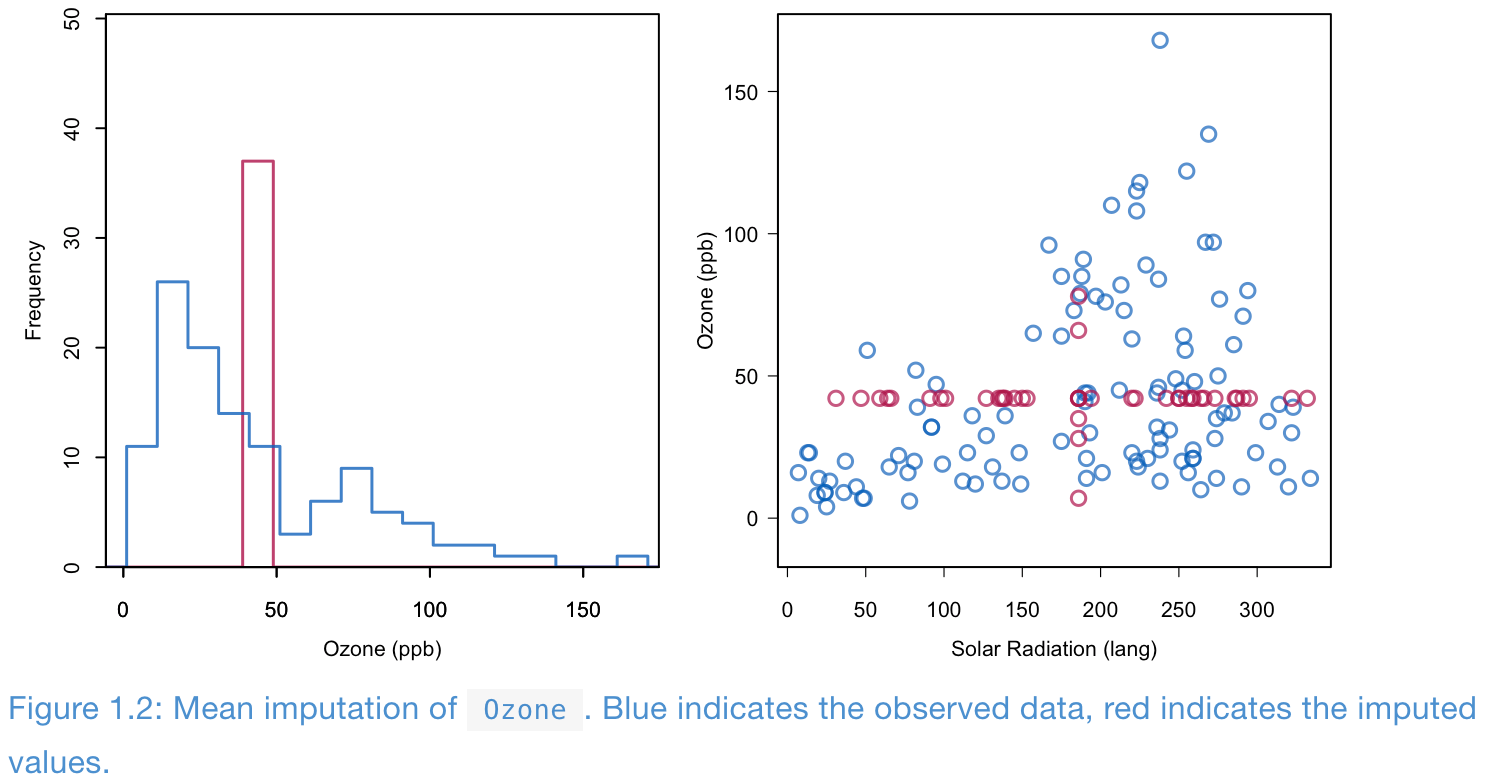 50
40
30
20
10
0
Frequency
0 50 100 150
Ozone (ppb)
150
100
50
0
Ozone (ppb)
0 50 100 150 200 250 300
Solar Radiation (lang)
Figure 1.2: Mean imputation of Ozone . Blue indicates the observed data, red indicates the imputed
values.